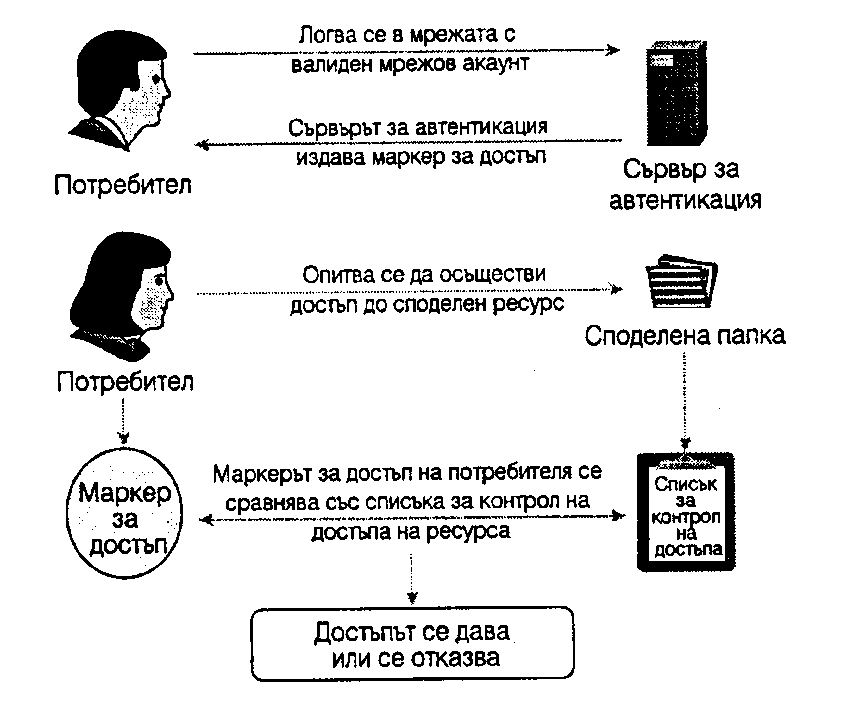 Логва се в мрежата с
валиден мрежов акаунт
Сървърът за автентикация
издава маркер за достъп
Потребител
Сървър за
автентикация
Опитва се да осъществи
достъп до споделен ресурс
Споделена папка
Потребител
Маркер
за
достъп
Маркерът за достъп на потребителя се
сравнява със списъка за контрол на
достъпа на ресурса
Списък
за
контрол
на
достъпа
Достъпът се дава
или се отказва